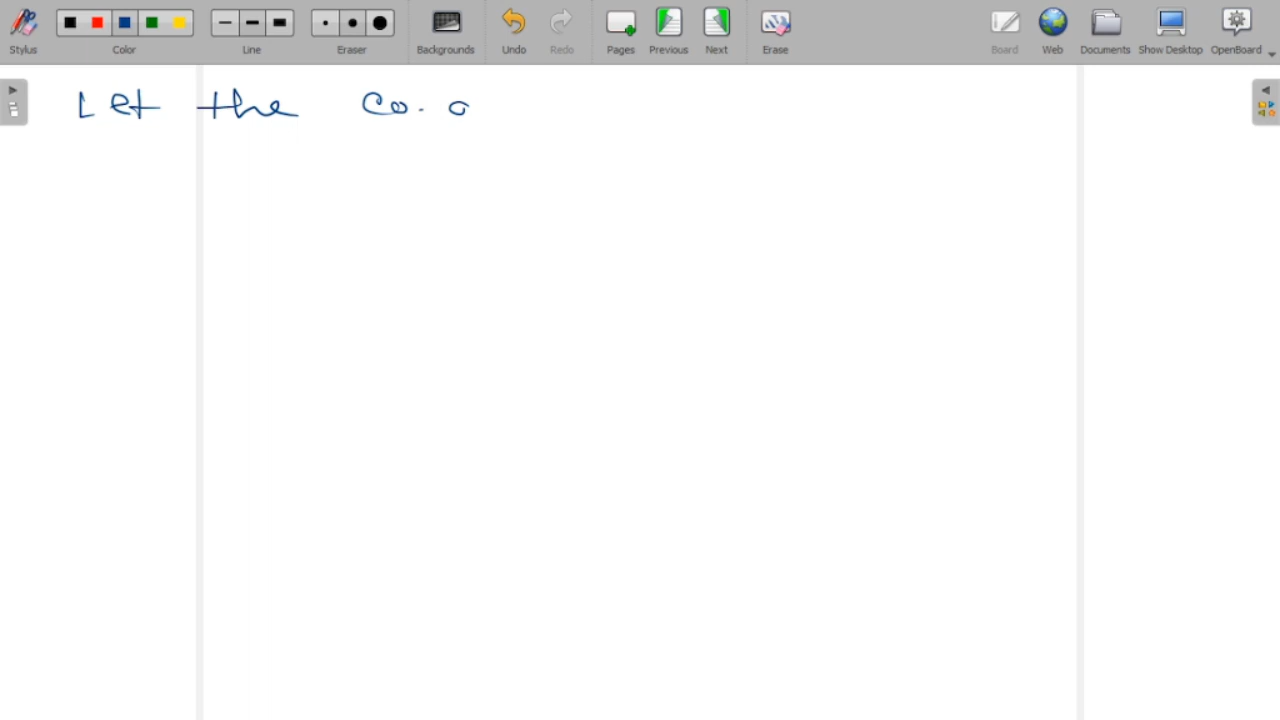 Stylus
Color
Line
Eraser
Backgrounds
Undo
Redo
Pages
Previous
Next
Erase
Board
Web
Documents
Show Desktop
OpenBoard
Let the co. o